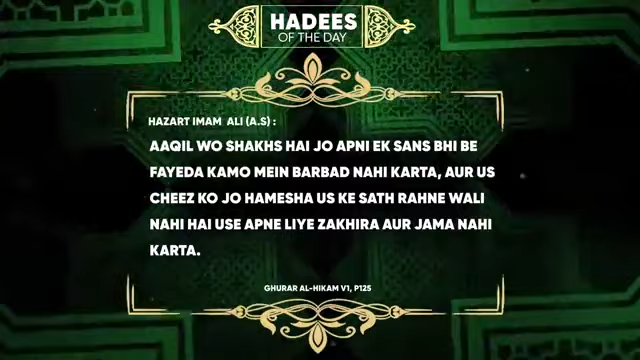 HADEES
OF THE DAY
HAZART IMAM ALI (A.S) :
AAQIL WO SHAKHS HAI JO APNI EK SANS BHI BE
FAYEDA KAMO MEIN BARBAD NAHI KARTA, AUR US
CHEEZ KO JO HAMESHA US KE SATH RAHNE WALI
NAHI HAI USE APNE LIYE ZAKHIRA AUR JAMA NAHI
KARTA.
GHURAR AL-HIKAM V1, P125